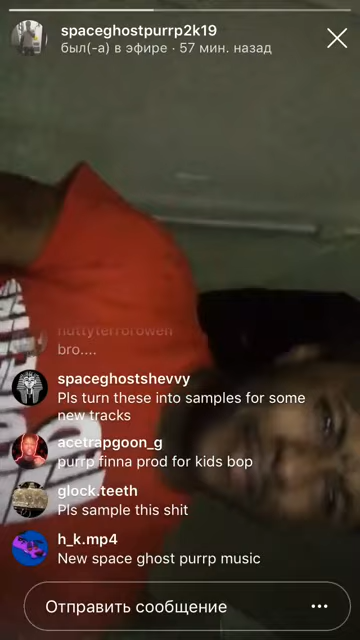 spaceghostpurrp2k19
был(-а) в эфире · 57 мин. назад
nuttyterrorowen
bro....
spaceghostshevvy
Pls turn these into samples for some
new tracks
acetrapgoon_g
purrp finna prod for kids bop
glock.teeth
Pls sample this shit
h_k.mp4
New space ghost purrp music
Отправить сообщение